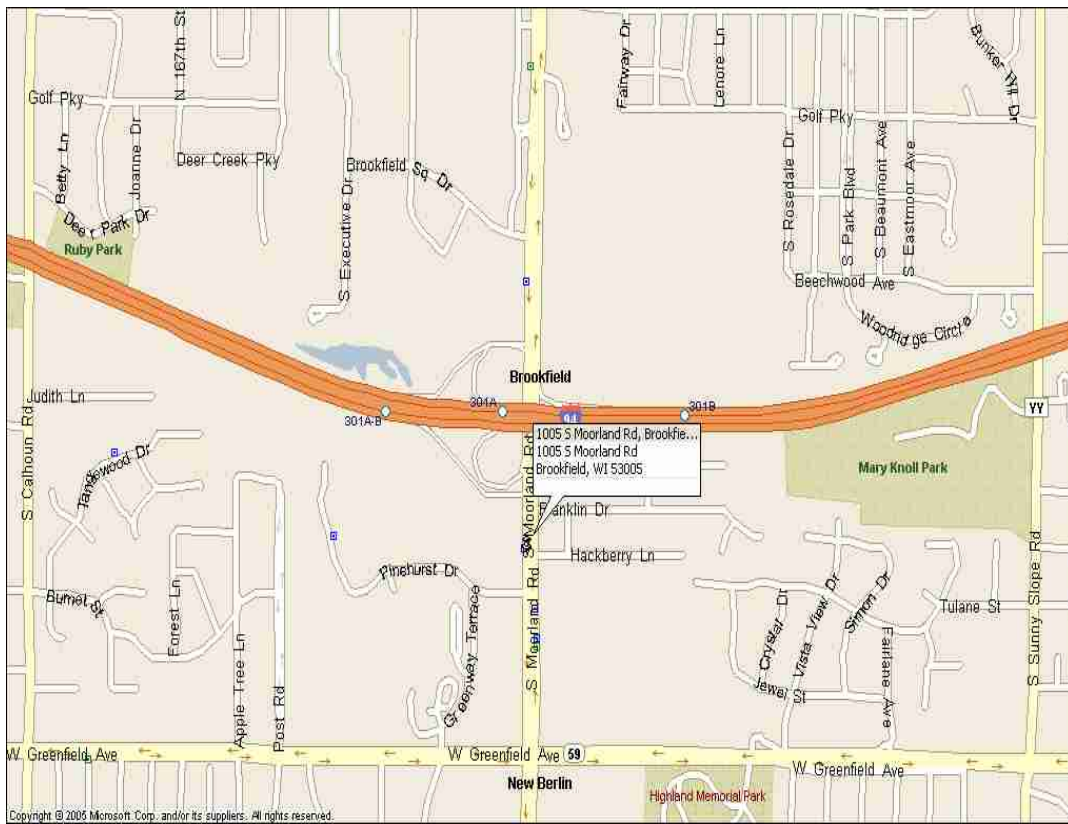 N 167th St
Fairway Dr
Lenore Ln
Bunker Will Dr
Golf Pky
Golf Pky
Betty Ln
Joanne Dr
Deer Creek Pky
Brookfield Sq Dr
S Executive Dr
S Rosedale Dr
S Park Blvd
S Beaumont Ave
S Eastmoor Ave
Deer Park Dr
Ruby Park
Beechwood Ave
Woodridge Circle
Brookfield
Judith Ln
301A-B
301A
94
301B
YY
S Calhoun Rd
1005 S Moorland Rd, Brookfie...
1005 S Moorland Rd
Brookfield, WI 53005
S Moorland Rd
Mary Knoll Park
Tanglewood Dr
Franklin Dr
Hackberry Ln
Pinehurst Dr
S Sunny Slope Rd
Burnet St
Forest Ln
Apple Tree Ln
Post Rd
Greenway Terrace
S Moorland Rd
Crystal Dr
Vista View Dr
Simon Dr
Fairlane Ave
Tulane St
Jewel St
W Greenfield Ave
W Greenfield Ave
59
W Greenfield Ave
New Berlin
Highland Memorial Park
Copyright © 2005 Microsoft Corp. and/or its suppliers. All rights reserved.